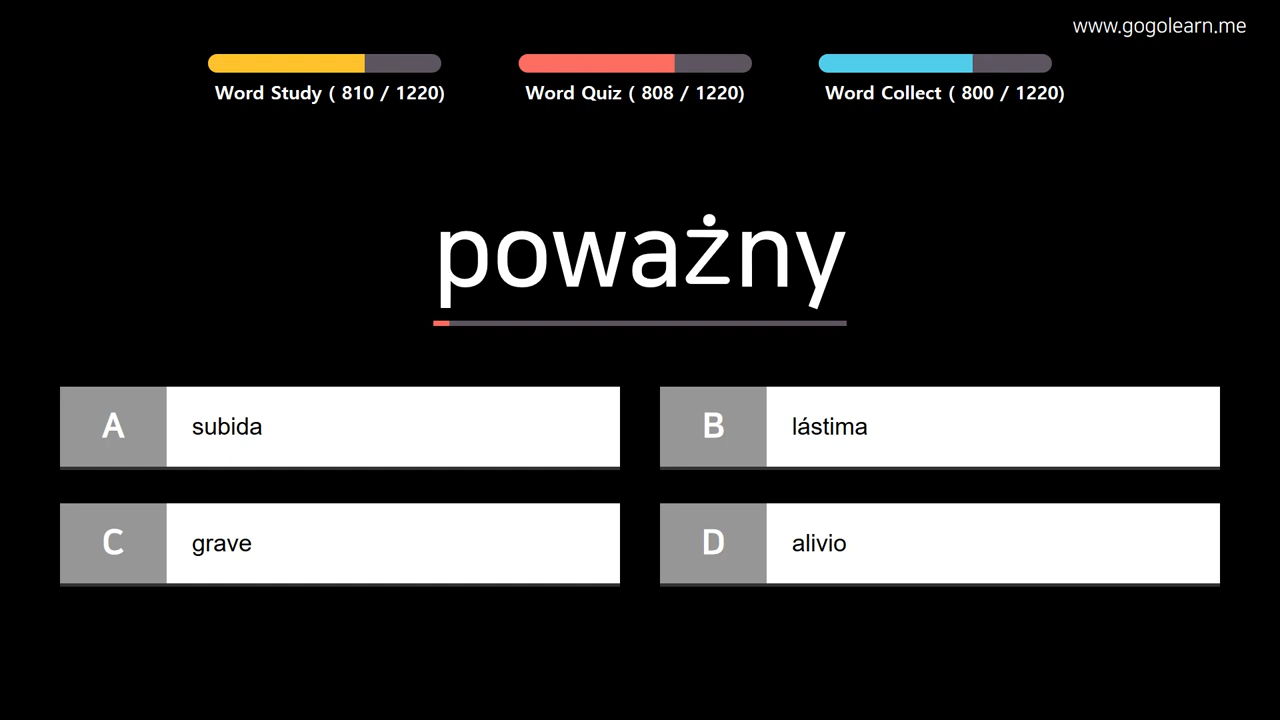 www.gogolearn.me
Word Study ( 810 / 1220)
Word Quiz ( 808 / 1220)
Word Collect ( 800 / 1220)
poważny
A subida
B lástima
C grave
D alivio